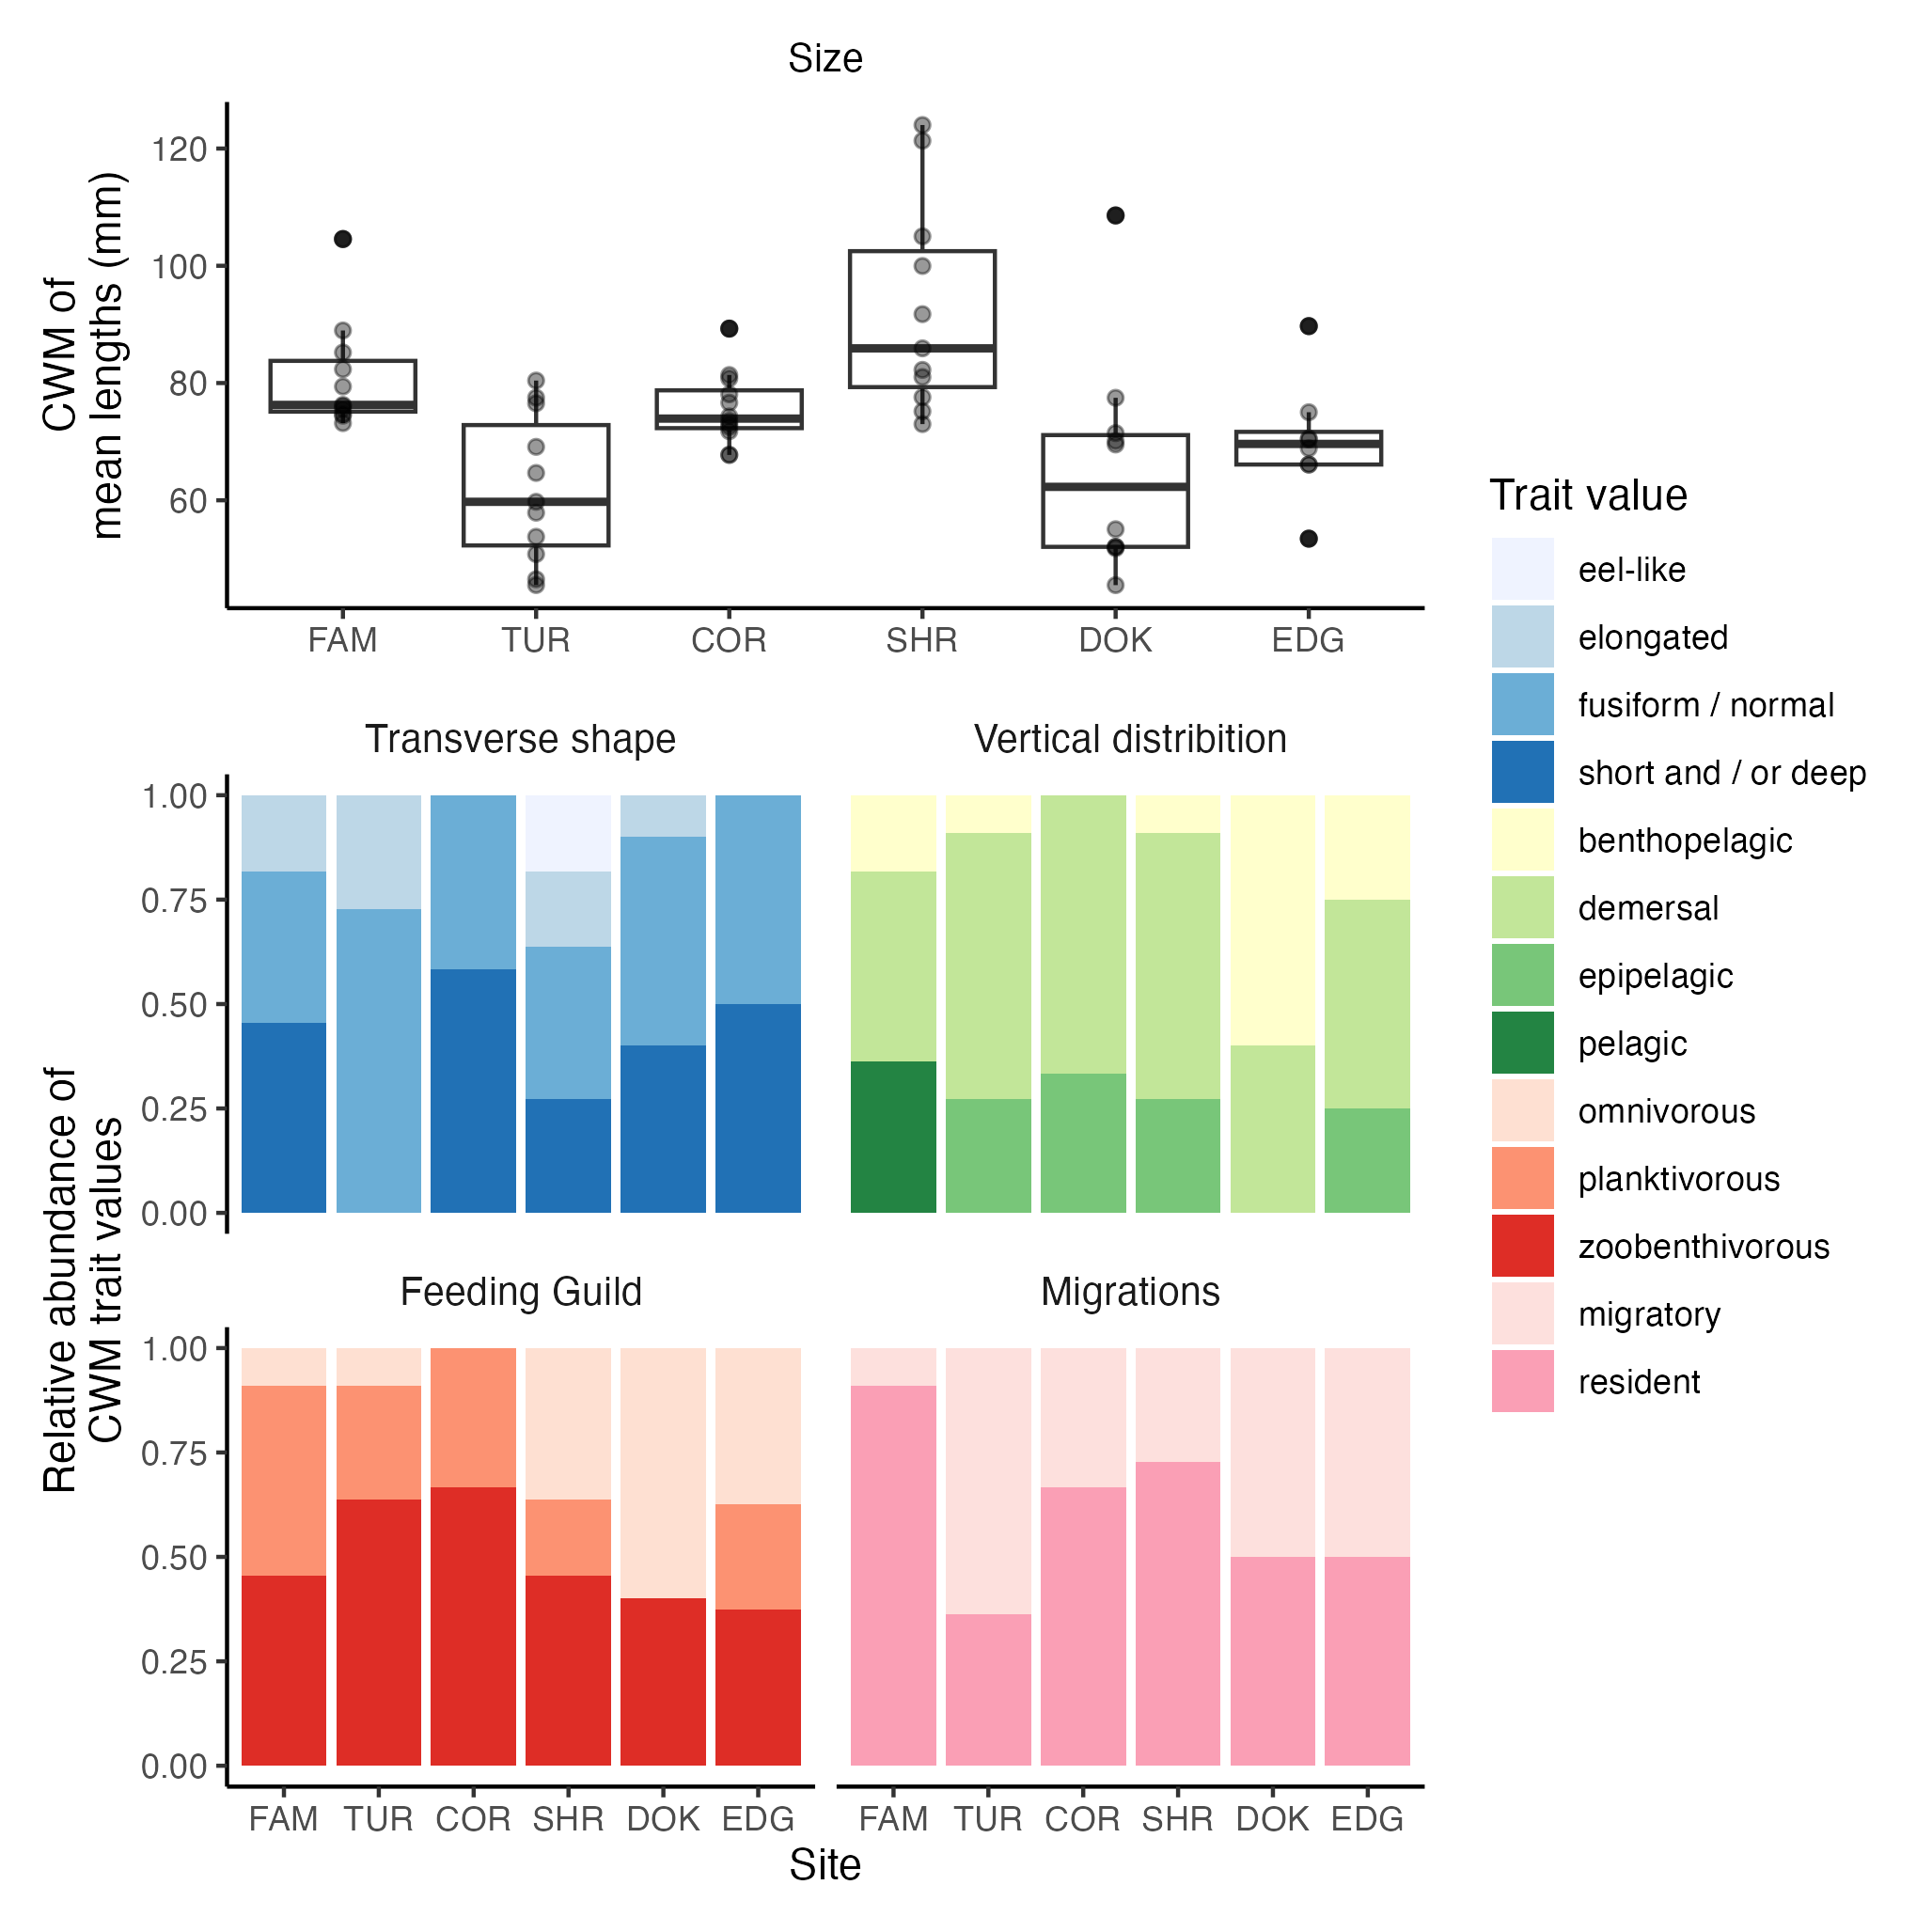 Size
CWM of
mean lengths (mm)
120
100
80
60
FAM TUR COR SHR DOK EDG
Transverse shape
Vertical distribition
Relative abundance of
CWM trait values
1.00
0.75
0.50
0.25
0.00
Feeding Guild
Migrations
1.00
0.75
0.50
0.25
0.00
FAM TUR COR SHR DOK EDG
FAM TUR COR SHR DOK EDG
Site
Trait value
eel-like
elongated
fusiform / normal
short and / or deep
benthopelagic
demersal
epipelagic
pelagic
omnivorous
planktivorous
zoobenthivorous
migratory
resident